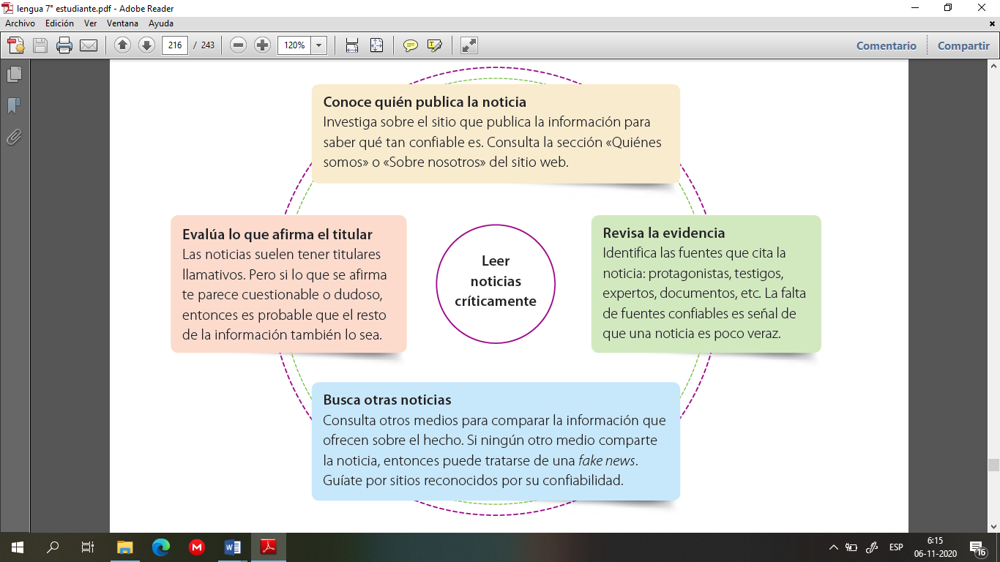 lengua 7° estudiante.pdf - Adobe Reader
Archivo Edición Ver Ventana Ayuda
216 / 243 120% Comentario Compartir
Conoce quién publica la noticia
Investiga sobre el sitio que publica la información para
saber qué tan confiable es. Consulta la sección «Quiénes
somos» o «Sobre nosotros» del sitio web.
Evalúa lo que afirma el titular
Las noticias suelen tener titulares
llamativos. Pero si lo que se afirma
te parece cuestionable o dudoso,
entonces es probable que el resto
de la información también lo sea.
Leer
noticias
críticamente
Revisa la evidencia
Identifica las fuentes que cita la
noticia: protagonistas, testigos,
expertos, documentos, etc. La falta
de fuentes confiables es señal de
que una noticia es poco veraz.
Busca otras noticias
Consulta otros medios para comparar la información que
ofrecen sobre el hecho. Si ningún otro medio comparte
la noticia, entonces puede tratarse de una fake news.
Guíate por sitios reconocidos por su confiabilidad.
ESP
6:15
06-11-2020
16